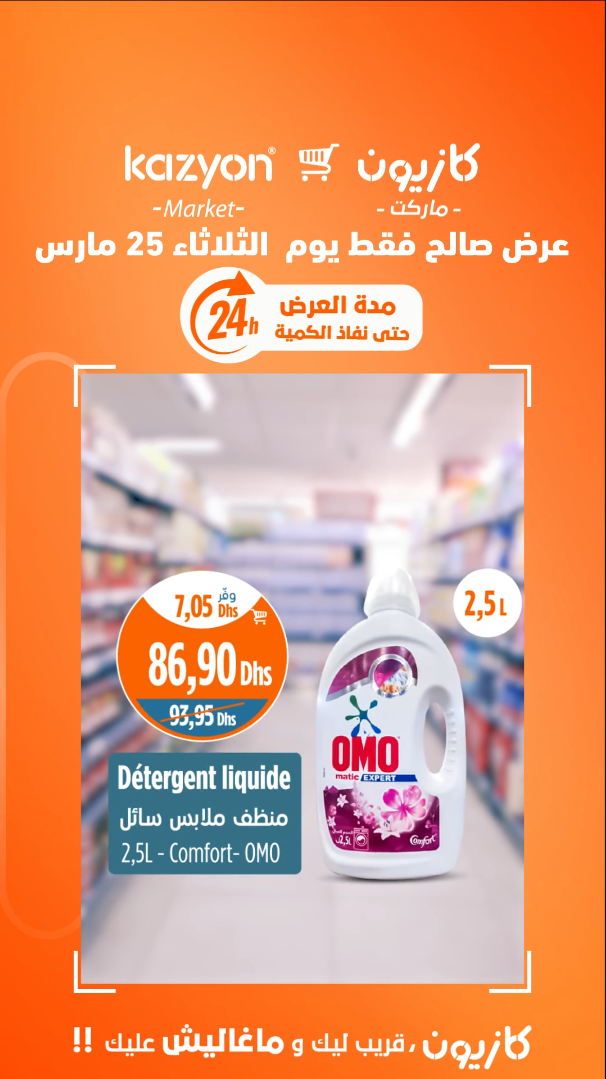 kazyon® كازيون
-Market- - ماركت -
عرض صالح فقط يوم الثلاثاء 25 مارس
24h
مدة العرض
حتى نفاذ الكمية
وفّر
7,05 Dhs
86,90 Dhs
93,95 Dhs
2,5 L
OMO
matic EXPERT
Comfort
Détergent liquide
منظف ملابس سائل
2,5L - Comfort- OMO
كازيون، قريب ليك و ماغاليش عليك !!